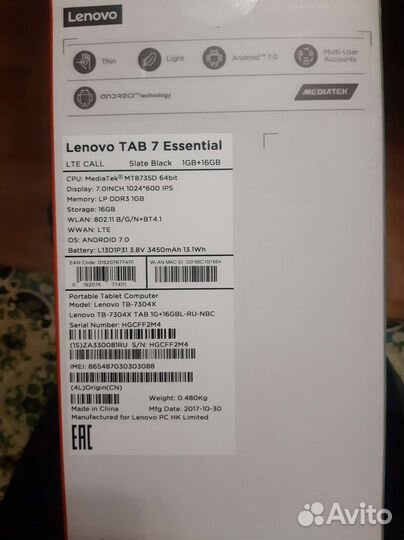 Lenovo
Thin
Light
Android™ 7.0
Multi-User Accounts
ANDROID technology
MEDIATEK
Lenovo TAB 7 Essential
LTE CALL Slate Black 1GB+16GB
CPU: MediaTek® MT8735D 64bit
Display: 7.0INCH 1024*600 IPS
Memory: LP DDR3 1GB
Storage: 16GB
WLAN: 802.11 B/G/N+BT4.1
WWAN: LTE
OS: ANDROID 7.0
Battery: L13D1P31 3.8V 3450mAh 13.1Wh
EAN Code: 0192076774111
WLAN MAC ID:
0 192076 774111
Portable Tablet Computer
Model: Lenovo TB-7304X
Lenovo TB-7304X TAB 1G+16GBL-RU-NBC
Serial Number: HGCFF2M4
(1S)ZA330081RU S/N: HGCFF2M4
IMEI: 865487030303088
(4L)Origin(CN) Weight: 0.480Kg
Made in China Mfg Date: 2017-10-30
Manufactured for Lenovo PC HK Limited
EAC
Avito